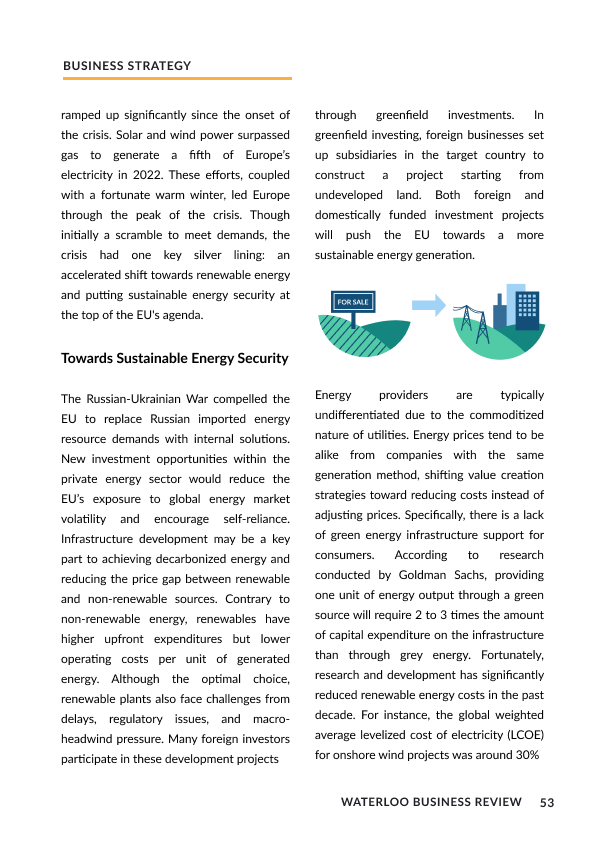 BUSINESS STRATEGY
ramped up significantly since the onset of
the crisis. Solar and wind power surpassed
gas to generate a fifth of Europe’s
electricity in 2022. These efforts, coupled
with a fortunate warm winter, led Europe
through the peak of the crisis. Though
initially a scramble to meet demands, the
crisis had one key silver lining: an
accelerated shift towards renewable energy
and putting sustainable energy security at
the top of the EU's agenda.
Towards Sustainable Energy Security
The Russian-Ukrainian War compelled the
EU to replace Russian imported energy
resource demands with internal solutions.
New investment opportunities within the
private energy sector would reduce the
EU’s exposure to global energy market
volatility and encourage self-reliance.
Infrastructure development may be a key
part to achieving decarbonized energy and
reducing the price gap between renewable
and non-renewable sources. Contrary to
non-renewable energy, renewables have
higher upfront expenditures but lower
operating costs per unit of generated
energy. Although the optimal choice,
renewable plants also face challenges from
delays, regulatory issues, and macro-
headwind pressure. Many foreign investors
participate in these development projects
through greenfield investments. In
greenfield investing, foreign businesses set
up subsidiaries in the target country to
construct a project starting from
undeveloped land. Both foreign and
domestically funded investment projects
will push the EU towards a more
sustainable energy generation.
FOR SALE
Energy providers are typically
undifferentiated due to the commoditized
nature of utilities. Energy prices tend to be
alike from companies with the same
generation method, shifting value creation
strategies toward reducing costs instead of
adjusting prices. Specifically, there is a lack
of green energy infrastructure support for
consumers. According to research
conducted by Goldman Sachs, providing
one unit of energy output through a green
source will require 2 to 3 times the amount
of capital expenditure on the infrastructure
than through grey energy. Fortunately,
research and development has significantly
reduced renewable energy costs in the past
decade. For instance, the global weighted
average levelized cost of electricity (LCOE)
for onshore wind projects was around 30%
WATERLOO BUSINESS REVIEW 53